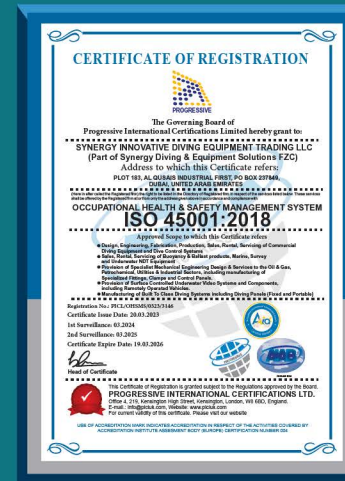 CERTIFICATE OF REGISTRATION
PROGRESSIVE
The Governing Board of
Progressive International Certifications Limited hereby grant to:
SYNERGY INNOVATIVE DIVING EQUIPMENT TRADING LLC
(Part of Synergy Diving & Equipment Solutions FZC)
Address to which this Certificate refers:
PLOT 193, AL QUSAIS INDUSTRIAL FIRST, PO BOX 237849,
DUBAI, UNITED ARAB EMIRATES
OCCUPATIONAL HEALTH & SAFETY MANAGEMENT SYSTEM
ISO 45001:2018
Approved Scope to which this Certificate refers
Design, Engineering, Fabrication, Production, Sales, Rental, Servicing of Commercial
Diving Equipment and Dive Control Systems
Sales, Rental, Servicing of Buoyancy & Ballast products, Marine, Survey
and Underwater NDT Equipment
Provision of Specialist Mechanical Engineering Design & Services to the Oil & Gas,
Petrochemical, Utilities & Industrial Sectors, including manufacturing of
Specialized Fittings, Clamps and Control Panels.
Provision of Surface Controlled Underwater Video Systems and Components,
including Remotely Operated Vehicles.
Manufacturing of Built To Class Diving Systems including Diving Panels (Fixed and Portable)
Registration No.: PICL/OHSMS/0323/3146
Certificate Issue Date: 20.03.2023
1st Surveillance: 03.2024
2nd Surveillance: 03.2025
Certificate Expire Date: 19.03.2026
Head of Certificate
This Certificate of Registration is granted subject to the Regulations approved by the Board.
PROGRESSIVE INTERNATIONAL CERTIFICATIONS LTD.
Office 4, 219, Kensington High Street, Kensington, London, W8 6BD, England.
E-mail: info@picluk.com, Website: www.picluk.com
For current validity of this certificate. Please visit our website
USE OF ACCREDITATION MARK INDICATES ACCREDITATION IN RESPECT OF THE ACTIVITIES COVERED BY
ACCREDITATION INSTITUTE ASSESSMENT BODY (EUROPE) CERTIFICATION NUMBER 004